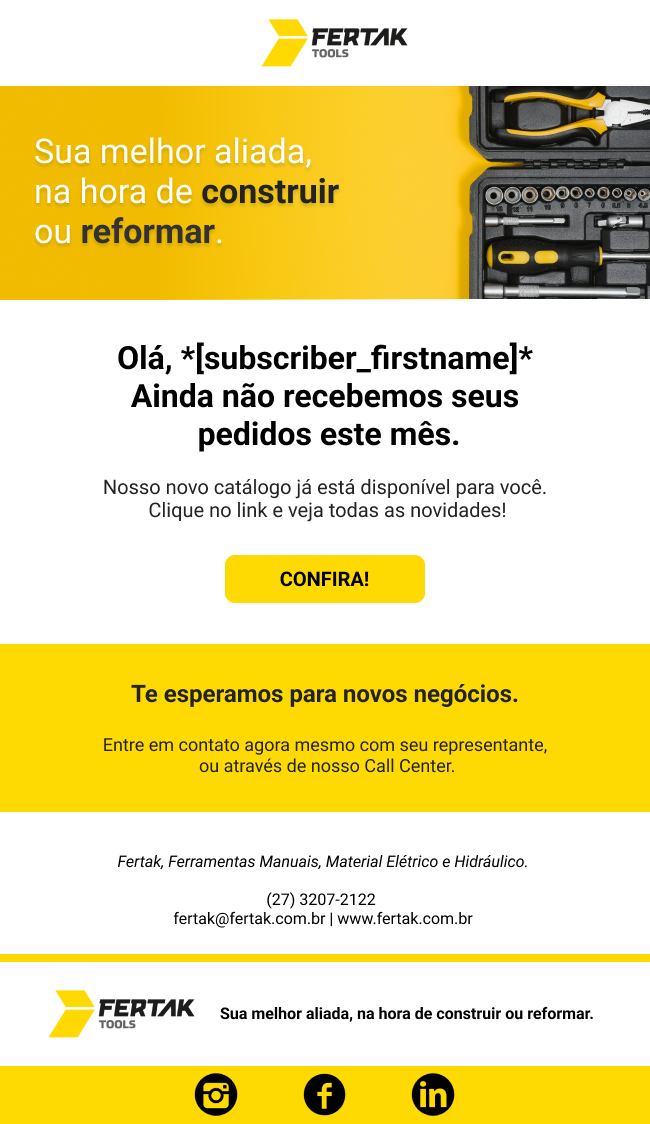 FERTAK
TOOLS
Sua melhor aliada,
na hora de construir
ou reformar.
Olá, *[subscriber_firstname]*
Ainda não recebemos seus
pedidos este mês.
Nosso novo catálogo já está disponível para você.
Clique no link e veja todas as novidades!
CONFIRA!
Te esperamos para novos negócios.
Entre em contato agora mesmo com seu representante,
ou através de nosso Call Center.
Fertak, Ferramentas Manuais, Material Elétrico e Hidráulico.
(27) 3207-2122
fertak@fertak.com.br | www.fertak.com.br
FERTAK
TOOLS
Sua melhor aliada, na hora de construir ou reformar.